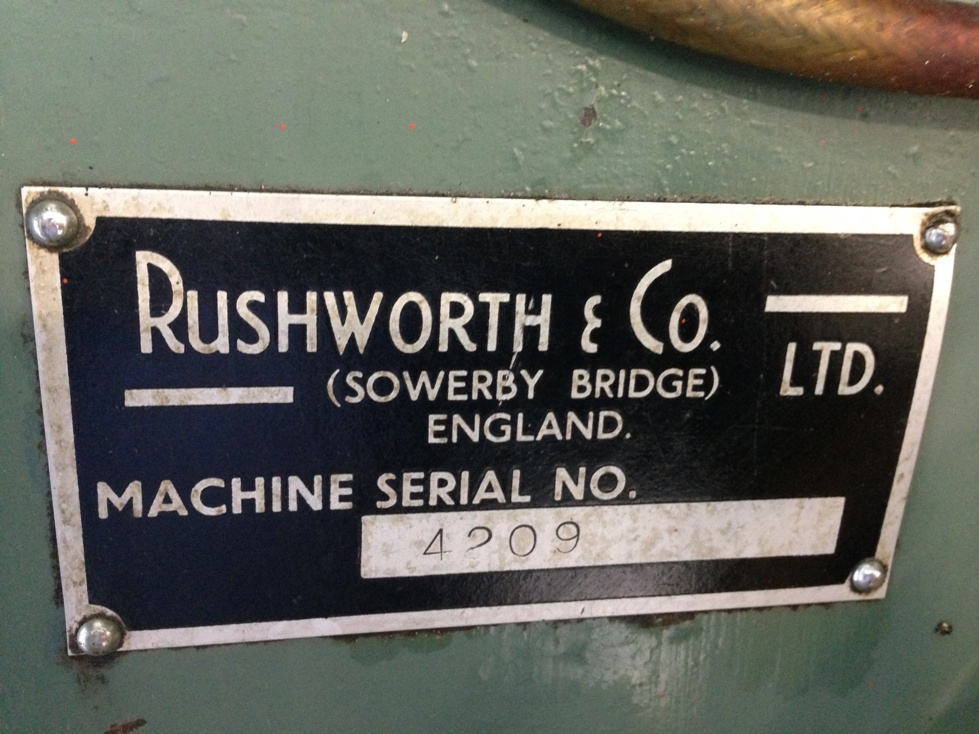 RUSHWORTH & CO. LTD.
(SOWERBY BRIDGE)
ENGLAND.
MACHINE SERIAL NO.
4209